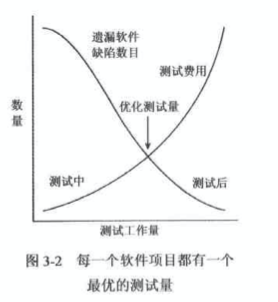 遗漏软件
缺陷数目
测试费用
数
量
优化测试量
测试中
测试后
测试工作量
图 3-2 每一个软件项目都有一个
最优的测试量